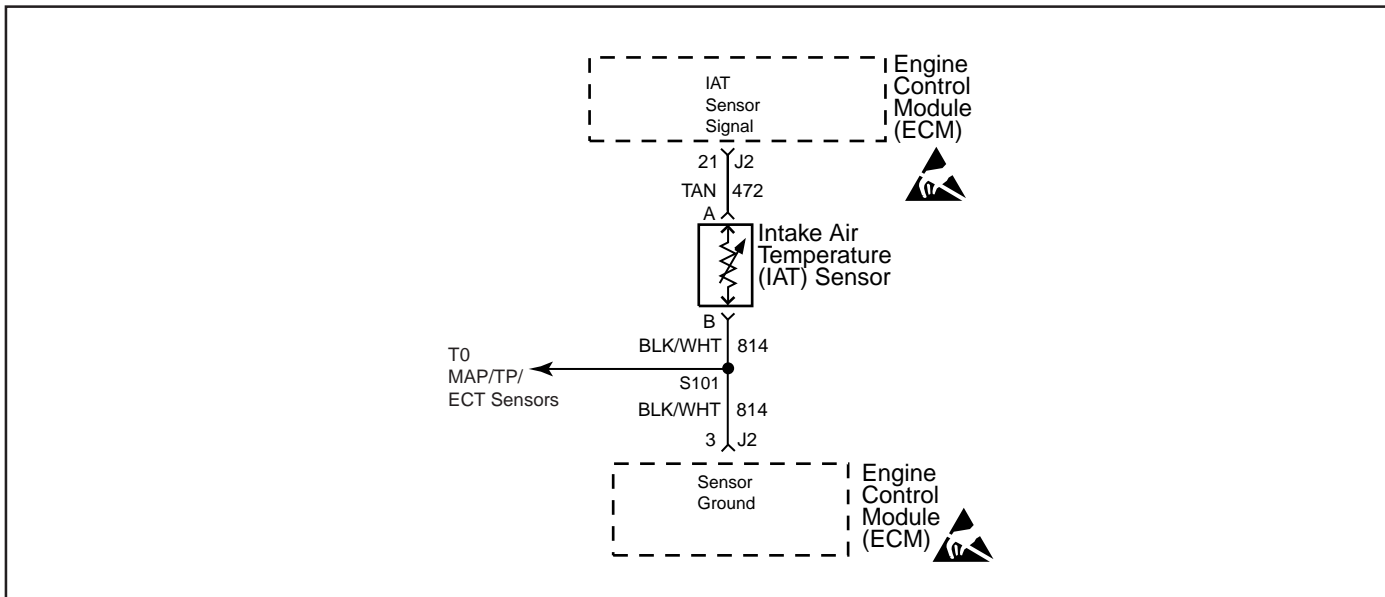 IAT
Sensor
Signal
Engine
Control
Module
(ECM)
21 J2
TAN 472
A
Intake Air
Temperature
(IAT) Sensor
B
BLK/WHT 814
T0
MAP/TP/
ECT Sensors
S101
BLK/WHT 814
3 J2
Sensor
Ground
Engine
Control
Module
(ECM)